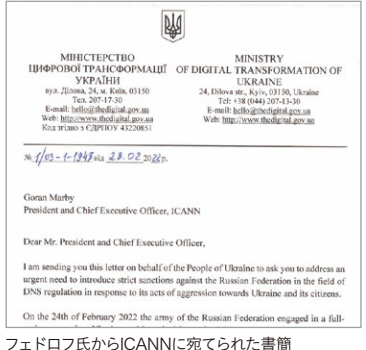 МІНІСТЕРСТВО
ЦИФРОВОЇ ТРАНСФОРМАЦІЇ
УКРАЇНИ
вул. Ділова, 24, м. Київ, 03150
Тел. 207-17-30
E-mail: hello@thedigital.gov.ua
Web: http://www.thedigital.gov.ua
Код згідно з ЄДРПОУ 43220851
MINISTRY
OF DIGITAL TRANSFORMATION OF
UKRAINE
24, Dilova str., Kyiv, 03150, Ukraine
Tel: +38 (044) 207-13-30
E-mail: hello@thedigital.gov.ua
Web: http://www.thedigital.gov.ua
№ 1/03-1-1948 від 28.02 2022р.
Goran Marby
President and Chief Executive Officer, ICANN
Dear Mr. President and Chief Executive Officer,
I am sending you this letter on behalf of the People of Ukraine to ask you to address an
urgent need to introduce strict sanctions against the Russian Federation in the field of
DNS regulation in response to its acts of aggression towards Ukraine and its citizens.
On the 24th of February 2022 the army of the Russian Federation engaged in a full-
フェドロフ氏からICANNに宛てられた書簡